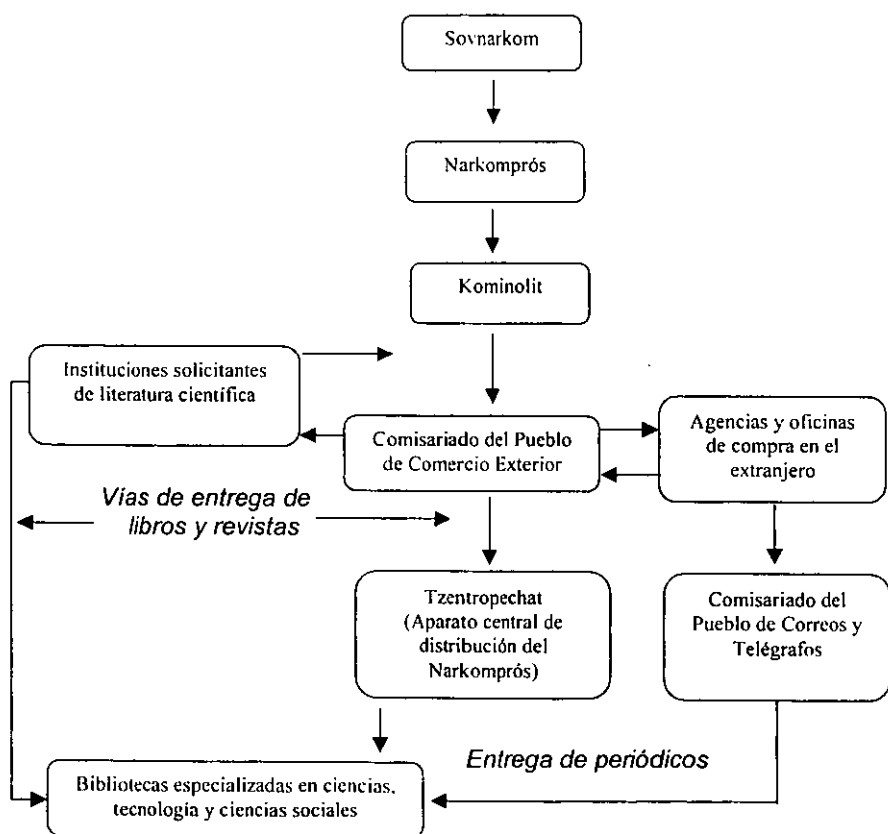 Sovnarkom
Narkomprós
Kominolit
Instituciones solicitantes
de literatura científica
Comisariado del Pueblo
de Comercio Exterior
Agencias y oficinas
de compra en el
extranjero
Vías de entrega de
libros y revistas
Tzentropechat
(Aparato central de
distribución del
Narkomprós)
Comisariado del
Pueblo de Correos y
Telégrafos
Entrega de periódicos
Bibliotecas especializadas en ciencias,
tecnología y ciencias sociales